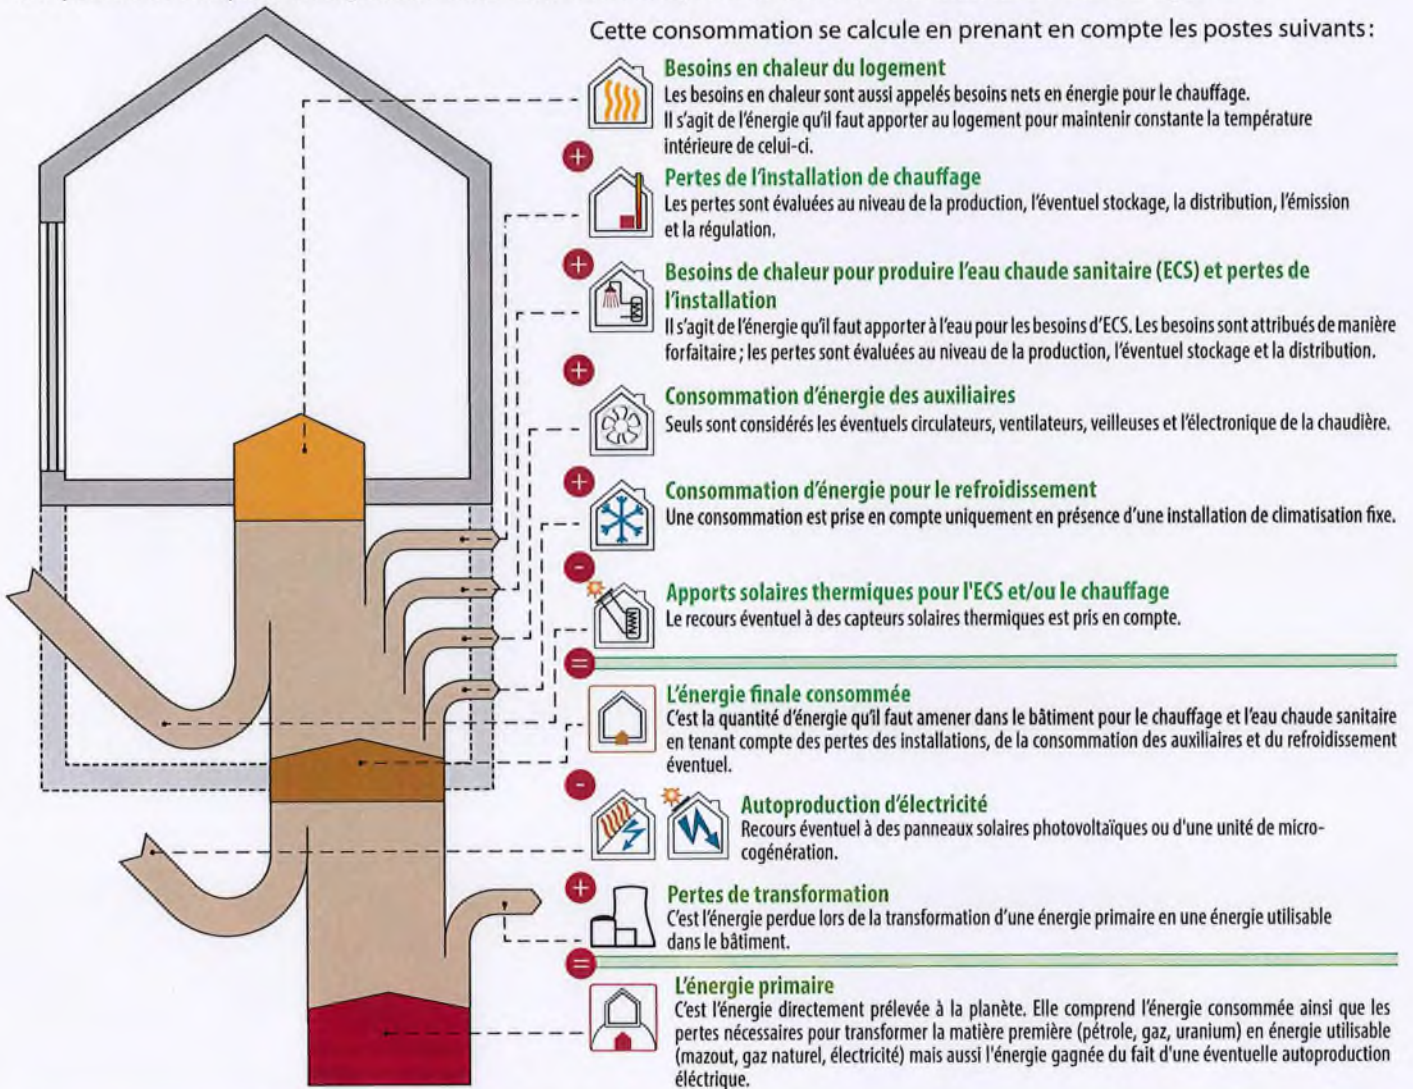 Cette consommation se calcule en prenant en compte les postes suivants :
Besoins en chaleur du logement
Les besoins en chaleur sont aussi appelés besoins nets en énergie pour le chauffage.
Il s'agit de l'énergie qu'il faut apporter au logement pour maintenir constante la température
intérieure de celui-ci.
+
Pertes de l'installation de chauffage
Les pertes sont évaluées au niveau de la production, l'éventuel stockage, la distribution, l'émission
et la régulation.
+
Besoins de chaleur pour produire l'eau chaude sanitaire (ECS) et pertes de
l'installation
Il s'agit de l'énergie qu'il faut apporter à l'eau pour les besoins d'ECS. Les besoins sont attribués de manière
forfaitaire ; les pertes sont évaluées au niveau de la production, l'éventuel stockage et la distribution.
+
Consommation d'énergie des auxiliaires
Seuls sont considérés les éventuels circulateurs, ventilateurs, veilleuses et l'électronique de la chaudière.
+
Consommation d'énergie pour le refroidissement
Une consommation est prise en compte uniquement en présence d'une installation de climatisation fixe.
-
Apports solaires thermiques pour l'ECS et/ou le chauffage
Le recours éventuel à des capteurs solaires thermiques est pris en compte.
=
L'énergie finale consommée
C'est la quantité d'énergie qu'il faut amener dans le bâtiment pour le chauffage et l'eau chaude sanitaire
en tenant compte des pertes des installations, de la consommation des auxiliaires et du refroidissement
éventuel.
-
Autoproduction d'électricité
Recours éventuel à des panneaux solaires photovoltaïques ou d'une unité de micro-
cogénération.
+
Pertes de transformation
C'est l'énergie perdue lors de la transformation d'une énergie primaire en une énergie utilisable
dans le bâtiment.
=
L'énergie primaire
C'est l'énergie directement prélevée à la planète. Elle comprend l'énergie consommée ainsi que les
pertes nécessaires pour transformer la matière première (pétrole, gaz, uranium) en énergie utilisable
(mazout, gaz naturel, électricité) mais aussi l'énergie gagnée du fait d'une éventuelle autoproduction
éléctrique.